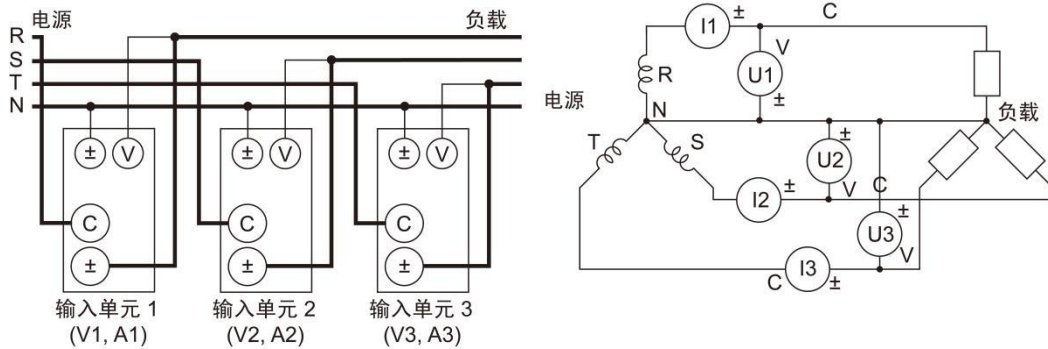 电源
负载
R
S
T
N
± V
± V
± V
C
C
C
±
±
±
输入单元 1
(V1, A1)
输入单元 2
(V2, A2)
输入单元 3
(V3, A3)
I1 ± C
V
U1
±
R
电源
N
负载
T
S
±
U2
V
C
I2 ±
±
U3
V
C I3 ±